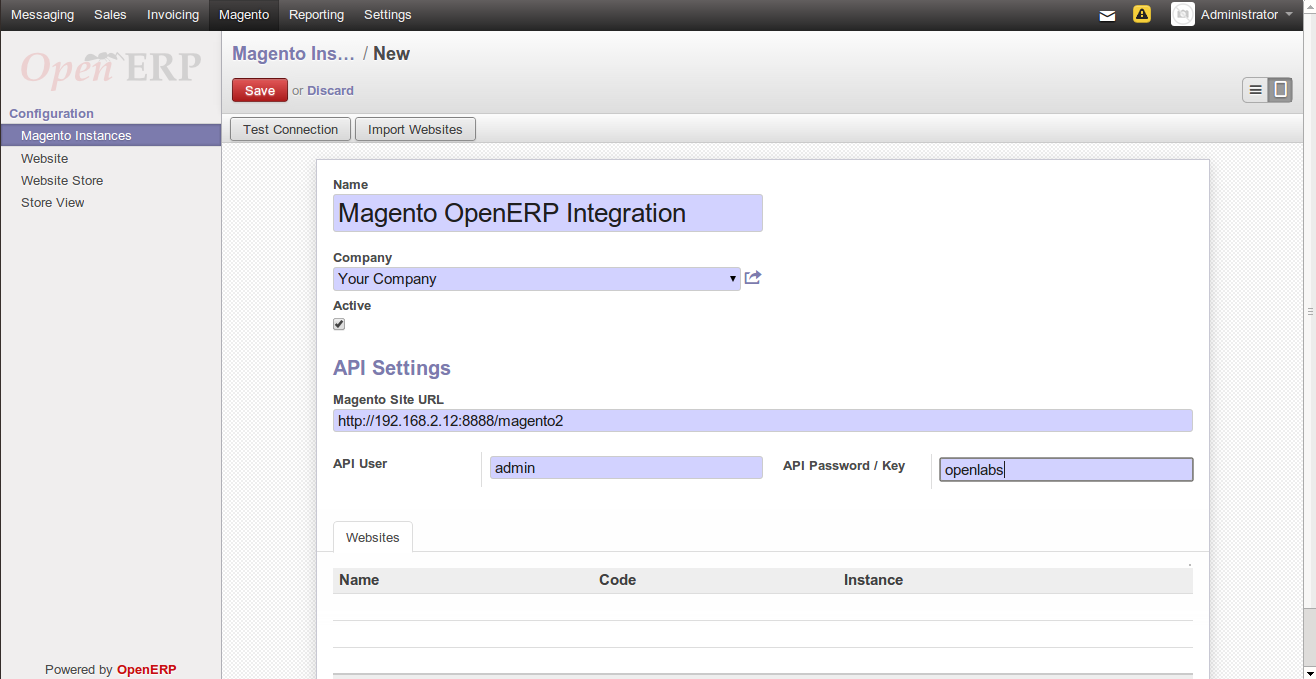 Messaging Sales Invoicing Magento Reporting Settings Administrator
OpenERP
Configuration
Magento Instances
Website
Website Store
Store View
Powered by OpenERP
Magento Ins... / New
Save or Discard
Test Connection Import Websites
Name
Magento OpenERP Integration
Company
Your Company
Active
API Settings
Magento Site URL
http://192.168.2.12:8888/magento2
API User admin API Password / Key openlabs
Websites
Name Code Instance